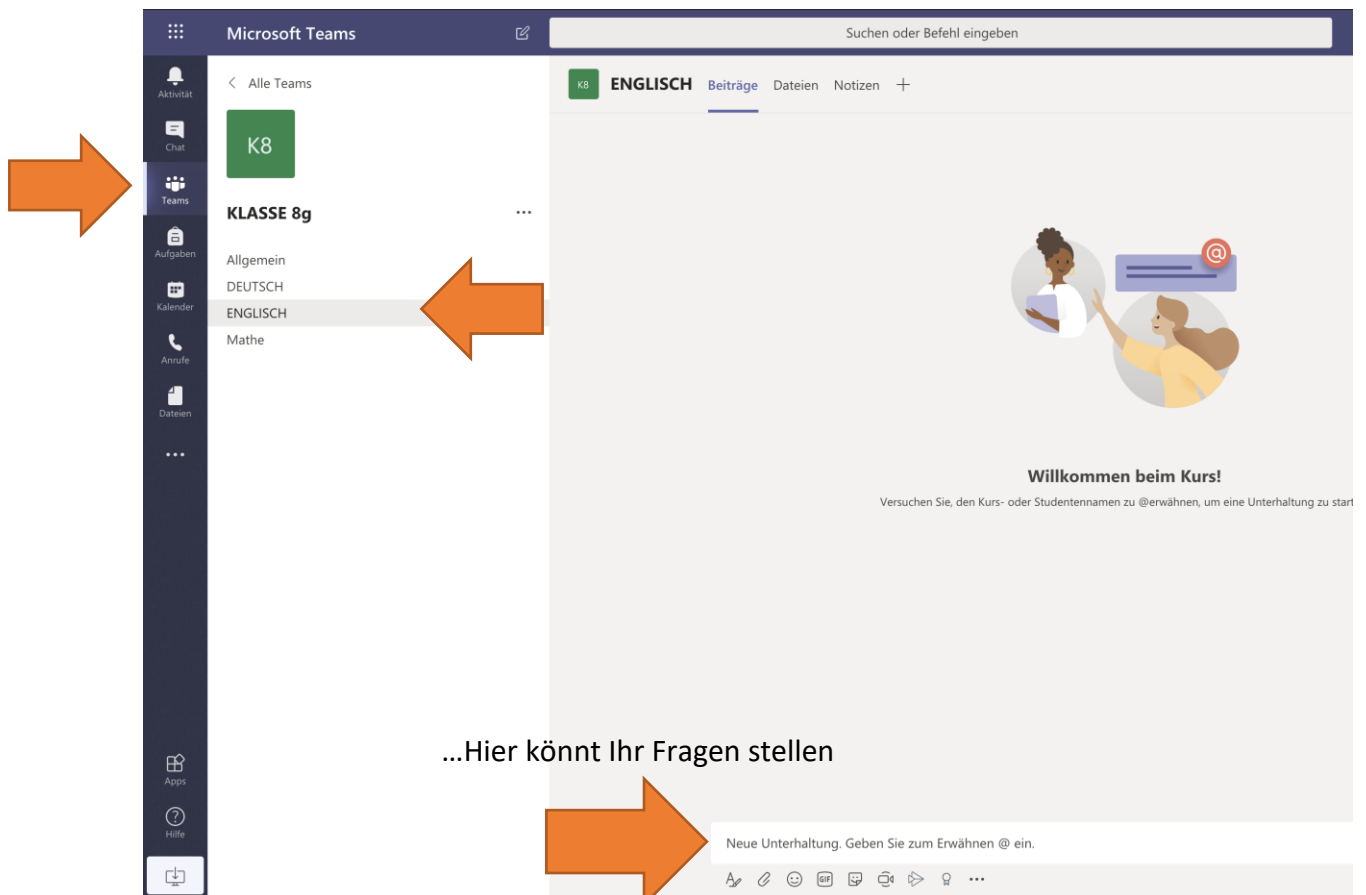 Microsoft Teams
Suchen oder Befehl eingeben
Aktivität
Chat
Teams
Aufgaben
Kalender
Anrufe
Dateien
Apps
Hilfe
Alle Teams
K8
KLASSE 8g
Allgemein
DEUTSCH
ENGLISCH
Mathe
K8 ENGLISCH Beiträge Dateien Notizen
@
Willkommen beim Kurs!
Versuchen Sie, den Kurs- oder Studentennamen zu @erwähnen, um eine Unterhaltung zu start
...Hier könnt Ihr Fragen stellen
Neue Unterhaltung. Geben Sie zum Erwähnen @ ein.
GIF